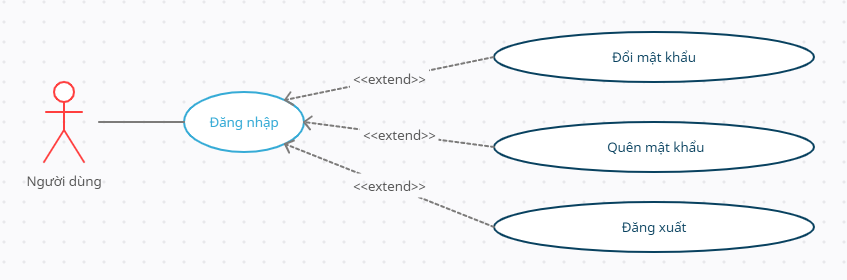 Đổi mật khẩu
<<extend>>
Đăng nhập
<<extend>>
Quên mật khẩu
Người dùng
<<extend>>
Đăng xuất